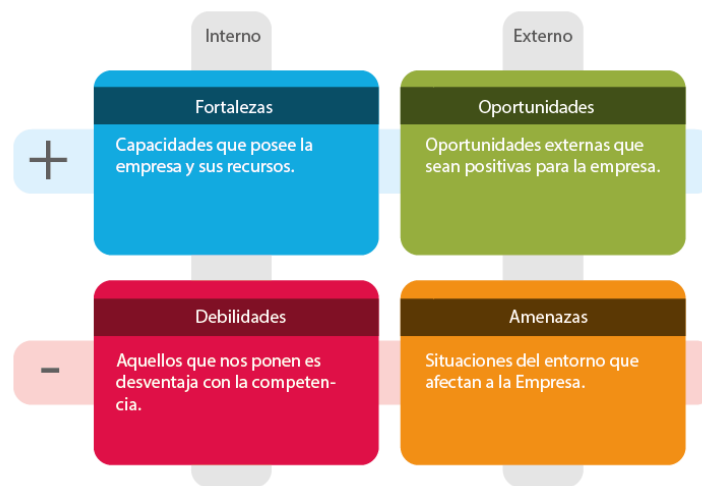 Interno
Externo
+
Fortalezas
Capacidades que posee la
empresa y sus recursos.
Oportunidades
Oportunidades externas que
sean positivas para la empresa.
-
Debilidades
Aquellos que nos ponen es
desventaja con la competen-
cia.
Amenazas
Situaciones del entorno que
afectan a la Empresa.